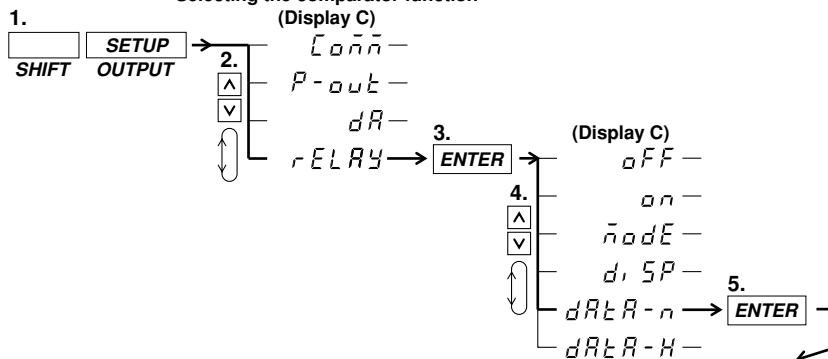 Selecting the comparator function
1.
(Display C)
SETUP
SHIFT OUTPUT
2.
Comm
P-out
dA
rELAY
3.
ENTER
(Display C)
oFF
on
4.
modE
diSP
dAtA-n
5.
ENTER
dAtA-H